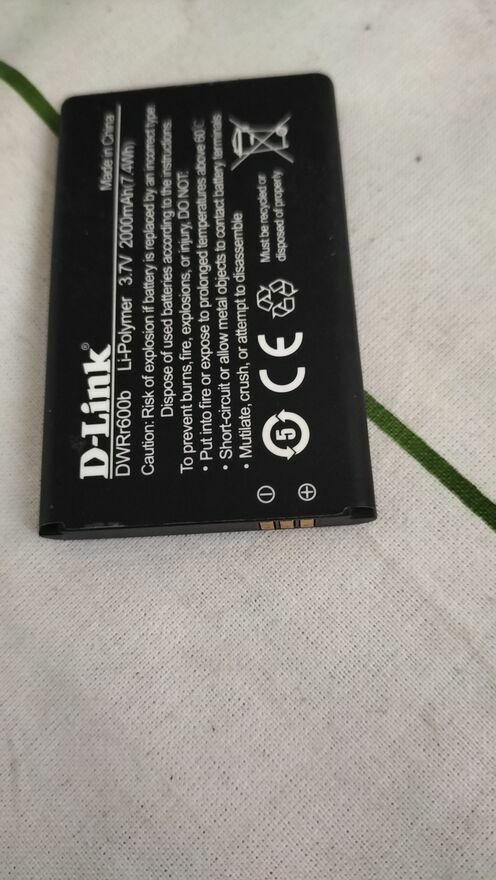 D-Link®
DWRr600b Li-Polymer 3.7V 2000mAh(7.4Wh) Made in China
Caution: Risk of explosion if battery is replaced by an incorrect type.
Dispose of used batteries according to the instructions.
To prevent burns, fire, explosions, or injury, DO NOT:
• Put into fire or expose to prolonged temperatures above 60℃
• Short-circuit or allow metal objects to contact battery terminals
• Mutilate, crush, or attempt to disassemble
Must be recycled or
disposed of properly
5
CE
⊖ ⊕